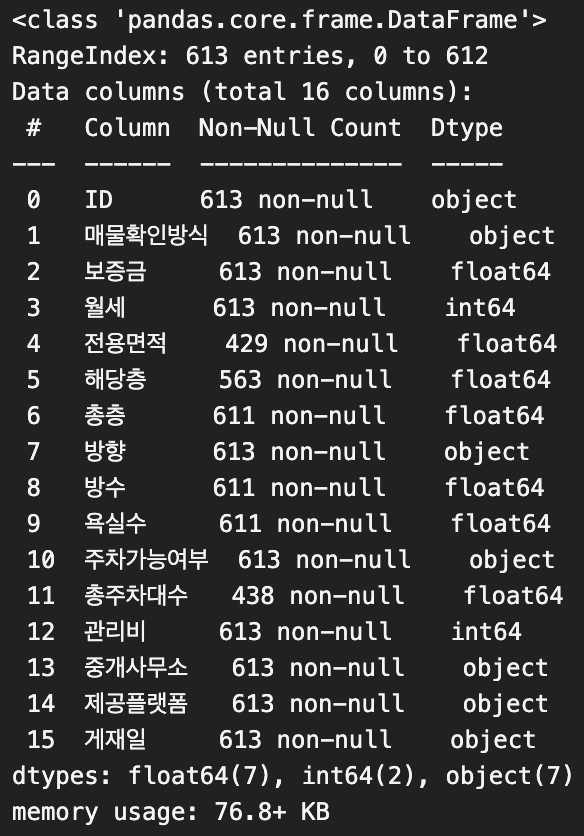 <class 'pandas.core.frame.DataFrame'>
RangeIndex: 613 entries, 0 to 612
Data columns (total 16 columns):
 #   Column  Non-Null Count  Dtype
---  ------  --------------  -----
 0   ID      613 non-null    object
 1   매물확인방식  613 non-null    object
 2   보증금     613 non-null    float64
 3   월세      613 non-null    int64
 4   전용면적    429 non-null    float64
 5   해당층     563 non-null    float64
 6   총층      611 non-null    float64
 7   방향      613 non-null    object
 8   방수      611 non-null    float64
 9   욕실수     611 non-null    float64
 10  주차가능여부  613 non-null    object
 11  총주차대수   438 non-null    float64
 12  관리비     613 non-null    int64
 13  중개사무소   613 non-null    object
 14  제공플랫폼   613 non-null    object
 15  게재일     613 non-null    object
dtypes: float64(7), int64(2), object(7)
memory usage: 76.8+ KB